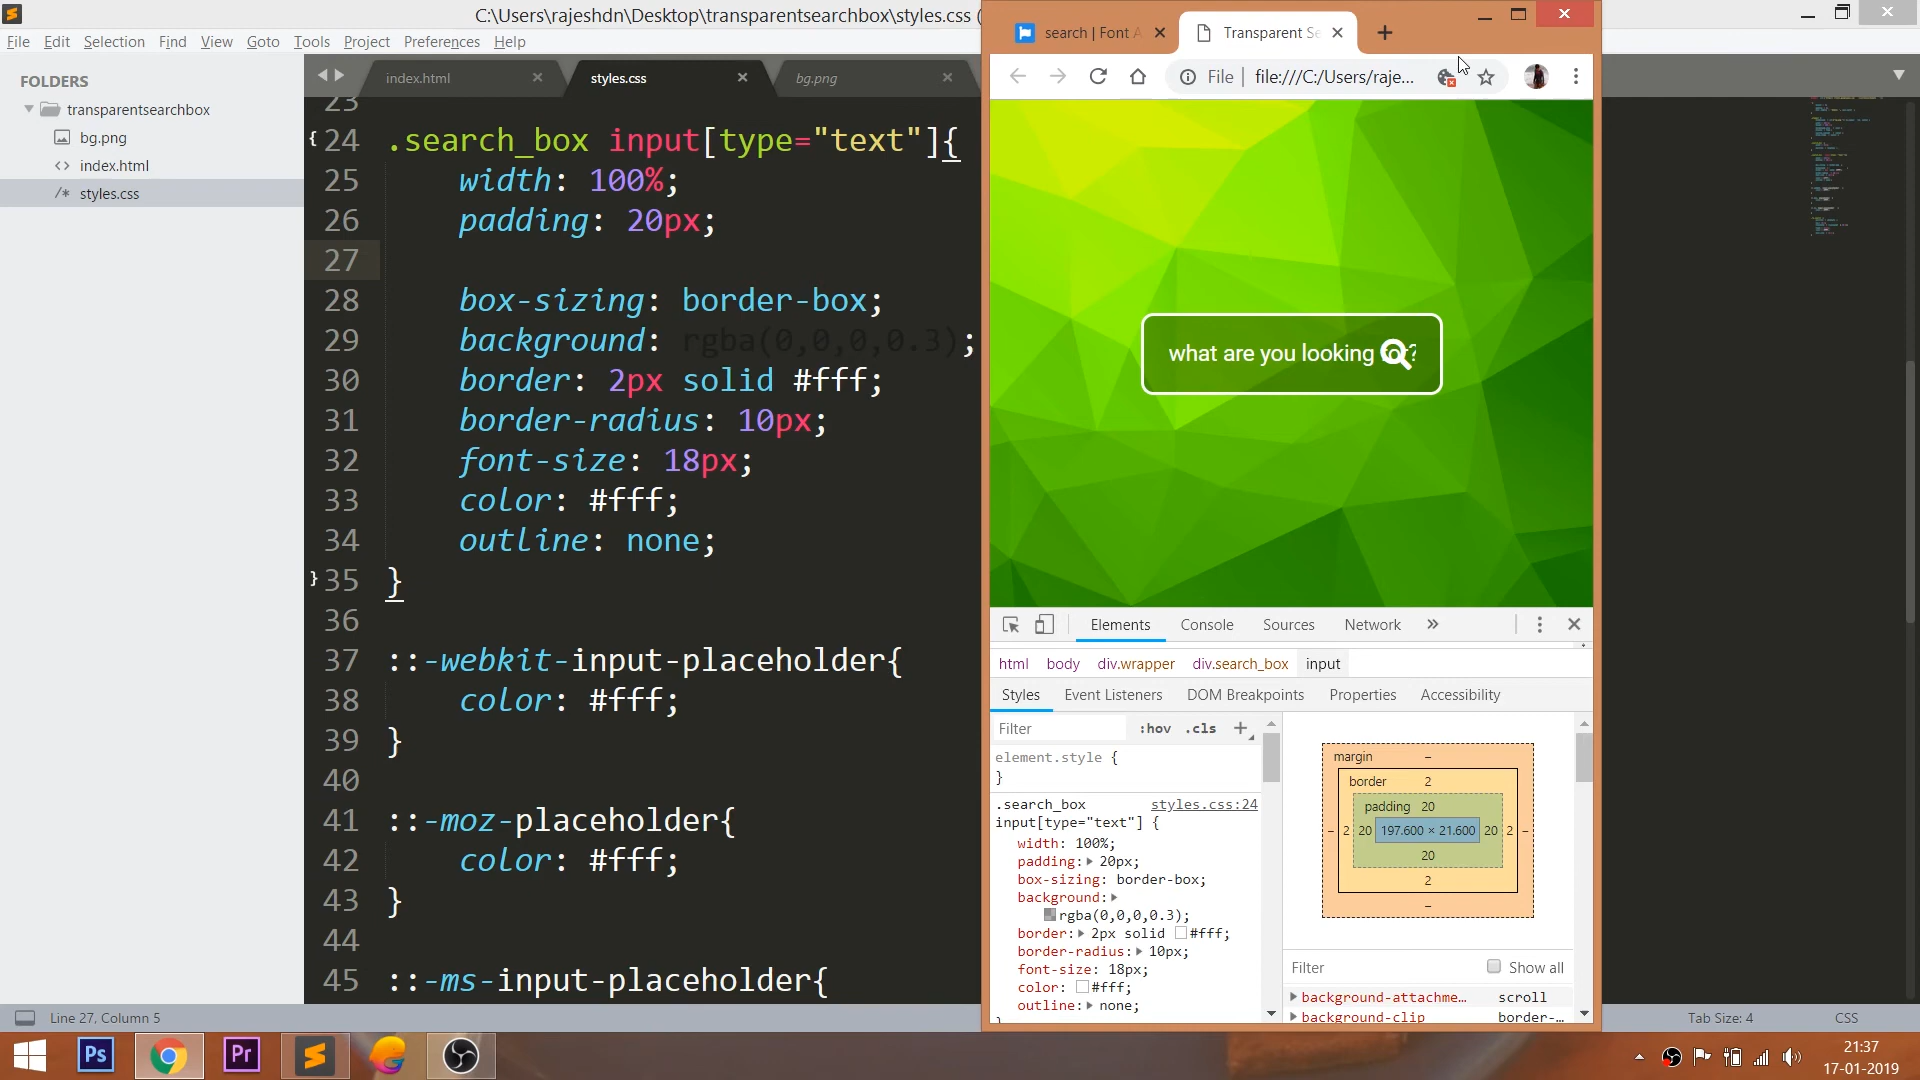 C:\Users\rajeshdn\Desktop\transparentsearchbox\styles.css (
File Edit Selection Find View Goto Tools Project Preferences Help
FOLDERS
transparentsearchbox
bg.png
index.html
styles.css
index.html styles.css bg.png
23
24 .search_box input[type="text"]{
25 width: 100%;
26 padding: 20px;
27
28 box-sizing: border-box;
29 background: rgba(0,0,0,0.3);
30 border: 2px solid #fff;
31 border-radius: 10px;
32 font-size: 18px;
33 color: #fff;
34 outline: none;
35 }
36
37 ::-webkit-input-placeholder{
38 color: #fff;
39 }
40
41 ::-moz-placeholder{
42 color: #fff;
43 }
44
45 ::-ms-input-placeholder{
Line 27, Column 5
Tab Size: 4 CSS
search | Font A Transparent Se
File file:///C:/Users/raje...
what are you looking
Elements Console Sources Network »
html body div.wrapper div.search_box input
Styles Event Listeners DOM Breakpoints Properties Accessibility
Filter :hov .cls +
element.style {
}
.search_box styles.css:24
input[type="text"] {
width: 100%;
padding: 20px;
box-sizing: border-box;
background:
rgba(0,0,0,0.3);
border: 2px solid #fff;
border-radius: 10px;
font-size: 18px;
color: #fff;
outline: none;
margin –
border 2
padding 20
– 2 20 197.600 × 21.600 20 2 –
20
2
–
Filter Show all
background-attachme... scroll
background-clip border-...
Ps Pr
21:37
17-01-2019